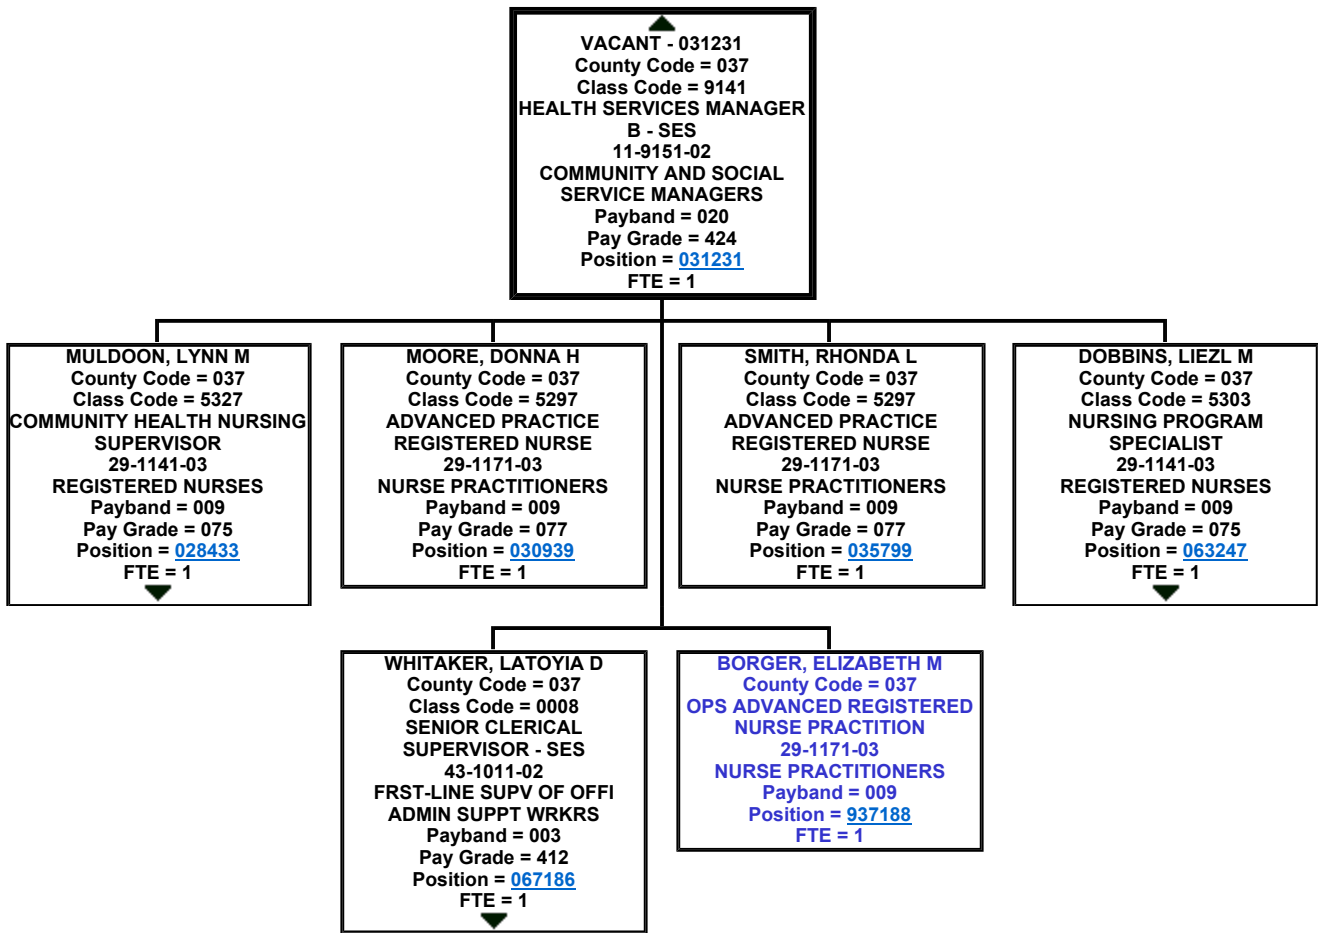 VACANT - 031231
County Code = 037
Class Code = 9141
HEALTH SERVICES MANAGER
B - SES
11-9151-02
COMMUNITY AND SOCIAL
SERVICE MANAGERS
Payband = 020
Pay Grade = 424
Position = 031231
FTE = 1
MULDOON, LYNN M
County Code = 037
Class Code = 5327
COMMUNITY HEALTH NURSING
SUPERVISOR
29-1141-03
REGISTERED NURSES
Payband = 009
Pay Grade = 075
Position = 028433
FTE = 1
MOORE, DONNA H
County Code = 037
Class Code = 5297
ADVANCED PRACTICE
REGISTERED NURSE
29-1171-03
NURSE PRACTITIONERS
Payband = 009
Pay Grade = 077
Position = 030939
FTE = 1
SMITH, RHONDA L
County Code = 037
Class Code = 5297
ADVANCED PRACTICE
REGISTERED NURSE
29-1171-03
NURSE PRACTITIONERS
Payband = 009
Pay Grade = 077
Position = 035799
FTE = 1
DOBBINS, LIEZL M
County Code = 037
Class Code = 5303
NURSING PROGRAM
SPECIALIST
29-1141-03
REGISTERED NURSES
Payband = 009
Pay Grade = 075
Position = 063247
FTE = 1
WHITAKER, LATOYIA D
County Code = 037
Class Code = 0008
SENIOR CLERICAL
SUPERVISOR - SES
43-1011-02
FRST-LINE SUPV OF OFFI
ADMIN SUPPT WRKRS
Payband = 003
Pay Grade = 412
Position = 067186
FTE = 1
BORGER, ELIZABETH M
County Code = 037
OPS ADVANCED REGISTERED
NURSE PRACTITION
29-1171-03
NURSE PRACTITIONERS
Payband = 009
Position = 937188
FTE = 1